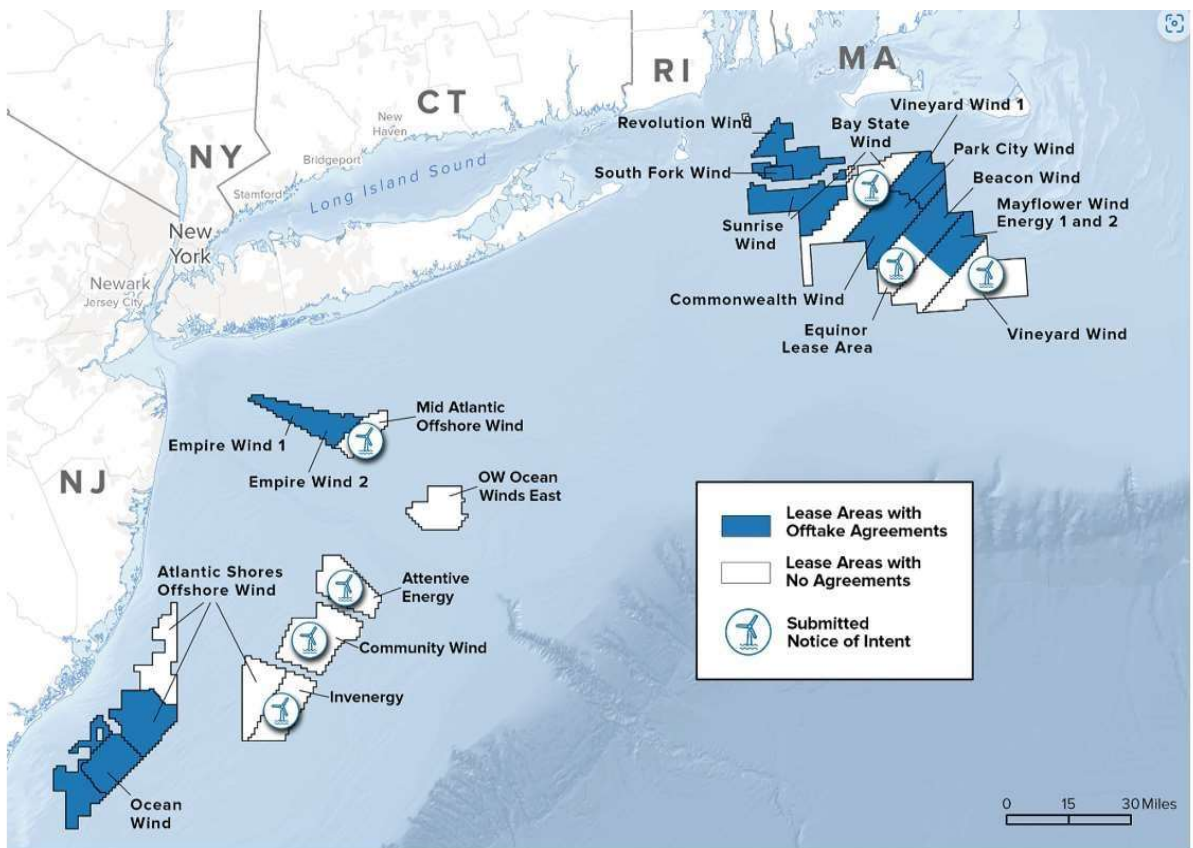 MA
RI
CT
NY
NJ
New
Haven
Bridgeport
Stamford
Long Island Sound
New
York
Newark
Jersey City
Revolution Wind
South Fork Wind
Sunrise
Wind
Bay State
Wind
Vineyard Wind 1
Park City Wind
Beacon Wind
Mayflower Wind
Energy 1 and 2
Commonwealth Wind
Equinor
Lease Area
Vineyard Wind
Mid Atlantic
Offshore Wind
Empire Wind 1
Empire Wind 2
OW Ocean
Winds East
Atlantic Shores
Offshore Wind
Attentive
Energy
Community Wind
Invenergy
Ocean
Wind
Lease Areas with
Offtake Agreements
Lease Areas with
No Agreements
Submitted
Notice of Intent
0 15 30 Miles